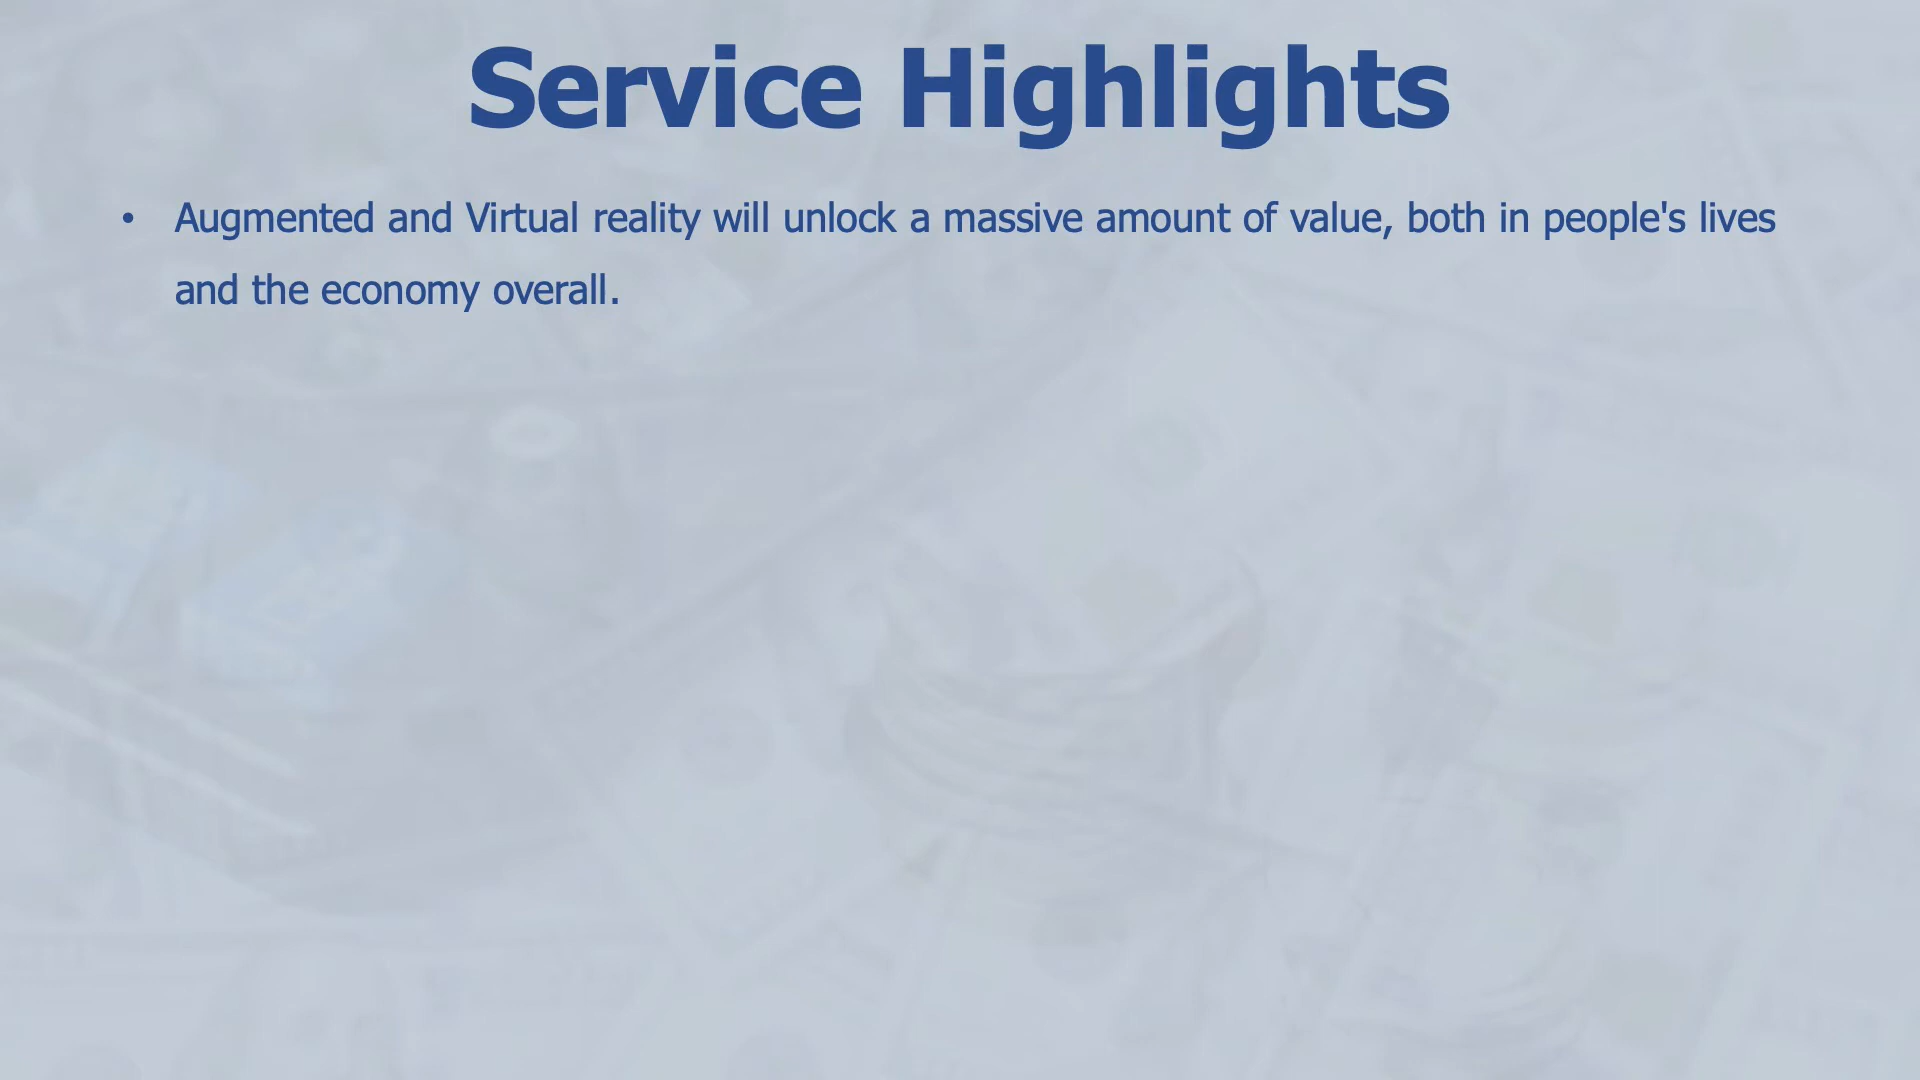 Service Highlights
• Augmented and Virtual reality will unlock a massive amount of value, both in people's lives
and the economy overall.